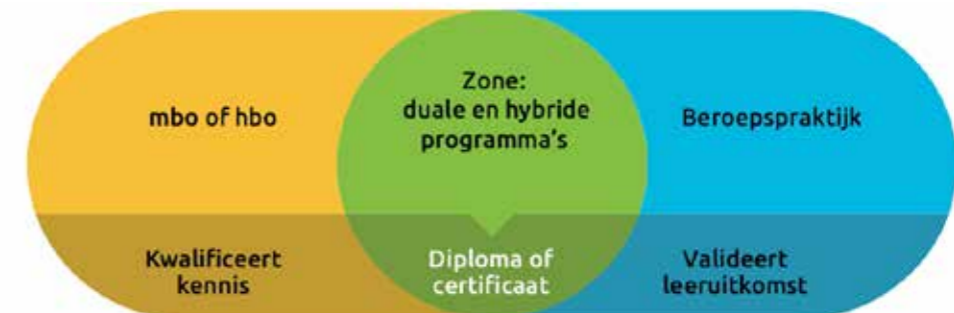 mbo of hbo
Zone:
duale en hybride
programma's
Beroepspraktijk
Kwalificeert
kennis
Diploma of
certificaat
Valideert
leeruitkomst